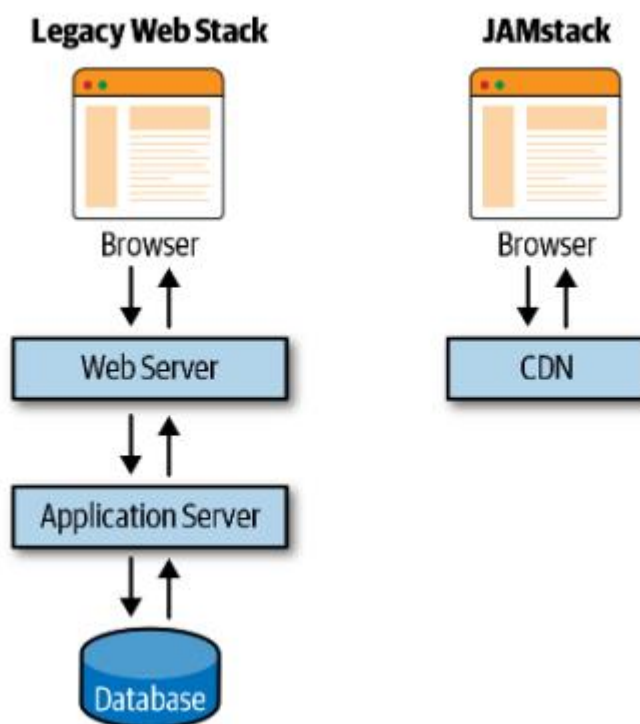 Legacy Web Stack
JAMstack
Browser
Browser
Web Server
CDN
Application Server
Database